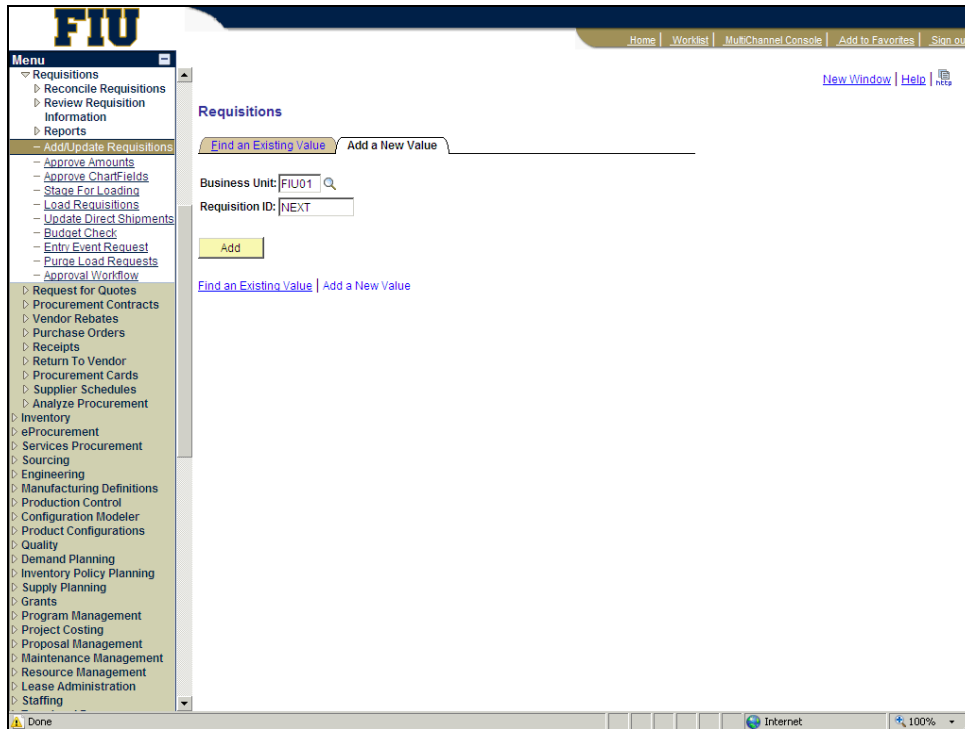 FIU
Home | Worklist | MultiChannel Console | Add to Favorites | Sign ou
Menu
New Window | Help | http
Requisitions
Reconcile Requisitions
Review Requisition
Information
Reports
Add/Update Requisitions
Approve Amounts
Approve ChartFields
Stage For Loading
Load Requisitions
Update Direct Shipments
Budget Check
Entry Event Request
Purge Load Requests
Approval Workflow
Request for Quotes
Procurement Contracts
Vendor Rebates
Purchase Orders
Receipts
Return To Vendor
Procurement Cards
Supplier Schedules
Analyze Procurement
Inventory
eProcurement
Services Procurement
Sourcing
Engineering
Manufacturing Definitions
Production Control
Configuration Modeler
Product Configurations
Quality
Demand Planning
Inventory Policy Planning
Supply Planning
Grants
Program Management
Project Costing
Proposal Management
Maintenance Management
Resource Management
Lease Administration
Staffing
Requisitions
Find an Existing Value Add a New Value
Business Unit: FIU01
Requisition ID: NEXT
Add
Find an Existing Value | Add a New Value
Done Internet 100%